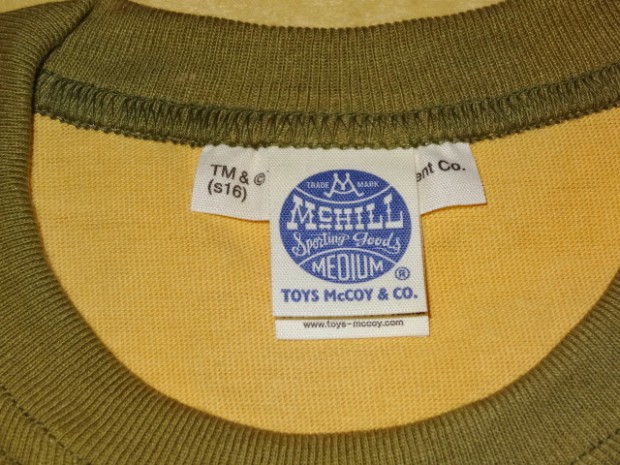 TM & © ent Co.
(s16)
TRADE MARK
McHILL
Sporting Goods
MEDIUM
®
TOYS McCOY & CO.
www.toys-mccoy.com